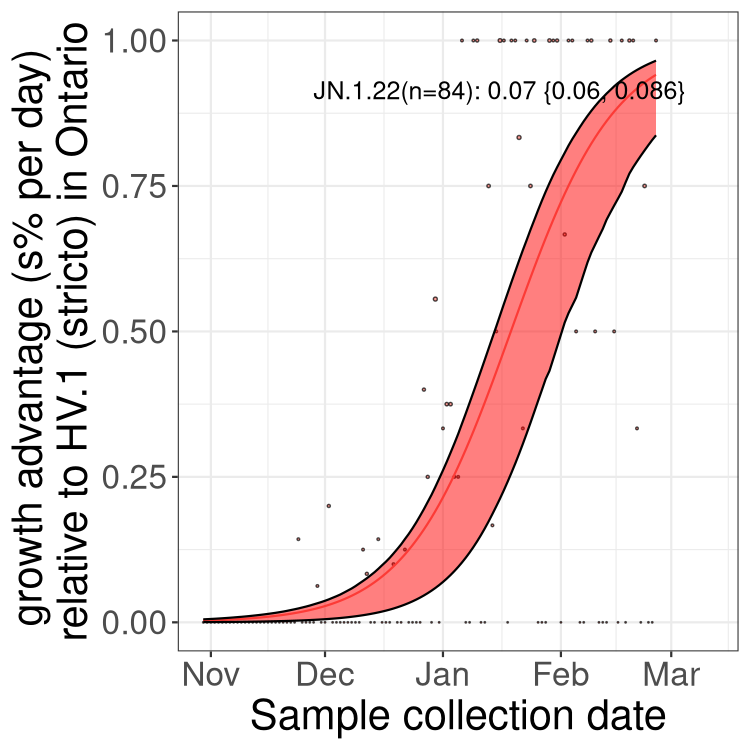 growth advantage (s% per day)
relative to HV.1 (stricto) in Ontario
1.00
0.75
0.50
0.25
0.00
JN.1.22(n=84): 0.07 {0.06, 0.086}
Nov Dec Jan Feb Mar
Sample collection date